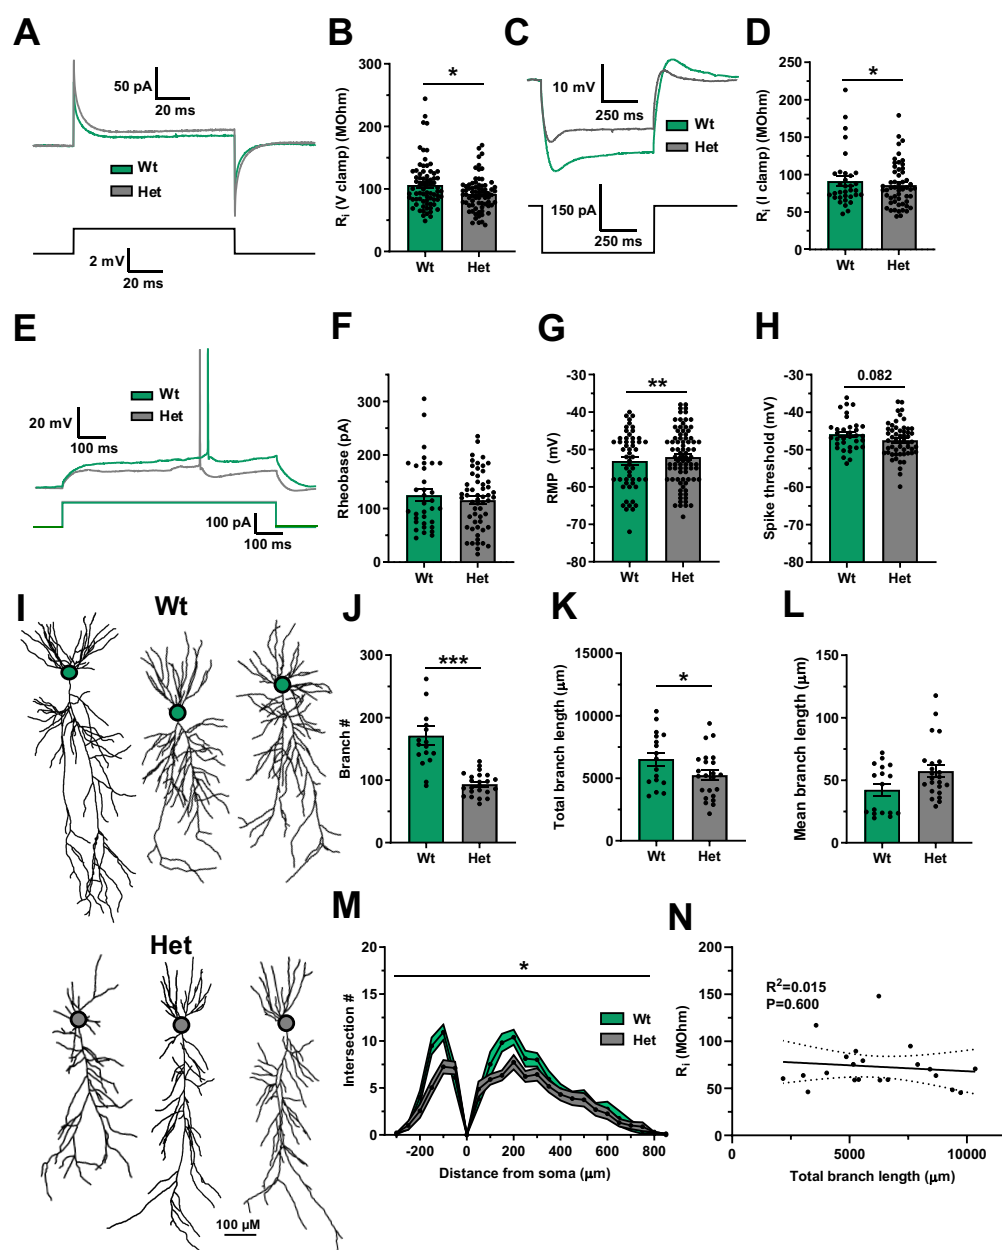 A
50 pA
20 ms
Wt
Het
2 mV
20 ms
B
Ri (V clamp) (MOhm)
300
200
100
0
*
Wt
Het
C
10 mV
250 ms
Wt
Het
150 pA
250 ms
D
Ri (I clamp) (MOhm)
250
200
150
100
50
0
*
Wt
Het
E
Wt
Het
20 mV
100 ms
100 pA
100 ms
F
Rheobase (pA)
300
200
100
0
Wt
Het
G
RMP (mV)
-30
-40
-50
-60
-70
-80
**
Wt
Het
H
Spike threshold (mV)
-30
-40
-50
-60
-70
-80
0.082
Wt
Het
I
Wt
Het
100 µM
J
Branch #
300
200
100
0
***
Wt
Het
K
Total branch length (µm)
15000
10000
5000
0
*
Wt
Het
L
Mean branch length (µm)
150
100
50
0
Wt
Het
M
Intersection #
20
15
10
5
0
*
Wt
Het
-200
0
200
400
600
800
Distance from soma (µm)
N
Ri (MOhm)
200
150
100
50
0
R²=0.015
P=0.600
5000
10000
Total branch length (µm)